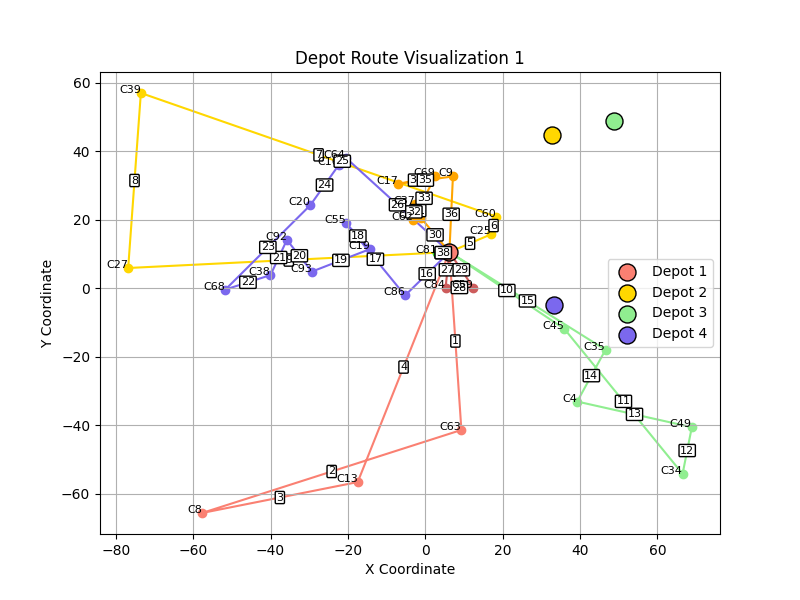 Depot Route Visualization 1
Y Coordinate
60
40
20
0
−20
−40
−60
C39
7
C64
25
C17
C69
35
C9
8
24
26
33
C20
32
36
C60
C55
6
C25
18
30
5
C92
23
C19
C81
38
C27
21
20
19
17
C93
16
27
29
C38
22
C68
C86
C84
28
10
15
C45
C35
1
4
14
C4
11
13
C49
C63
12
C34
2
C13
3
C8
Depot 1
Depot 2
Depot 3
Depot 4
−80
−60
−40
−20
0
20
40
60
X Coordinate